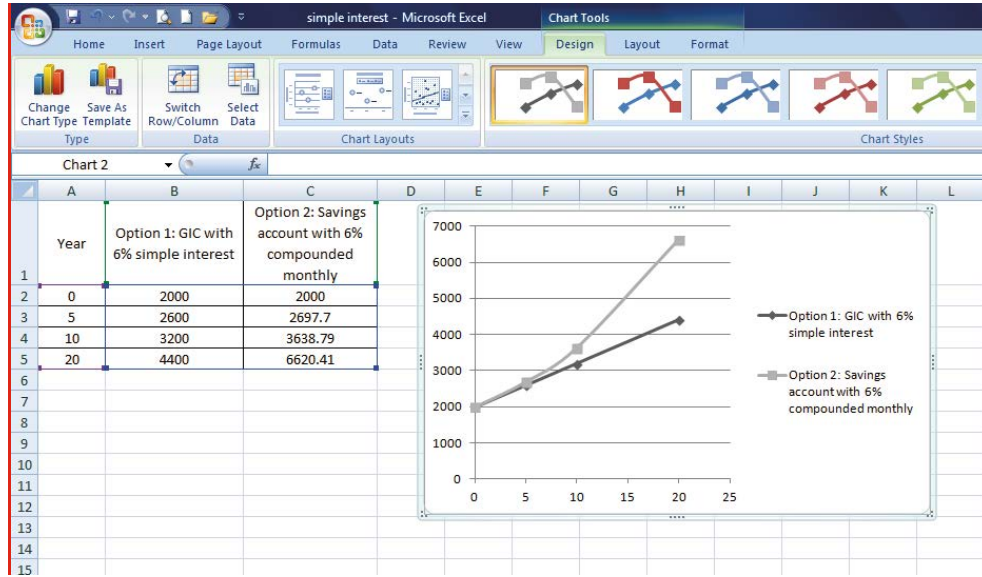 simple interest - Microsoft Excel
Chart Tools
Home Insert Page Layout Formulas Data Review View Design Layout Format
Change Chart Type
Save As Template
Switch Row/Column
Select Data
Type
Data
Chart Layouts
Chart Styles
Chart 2
fx
A B C D E F G H I J K L
1
Year
Option 1: GIC with
6% simple interest
Option 2: Savings
account with 6%
compounded
monthly
2 0 2000 2000
3 5 2600 2697.7
4 10 3200 3638.79
5 20 4400 6620.41
6
7
8
9
10
11
12
13
14
15
7000
6000
5000
4000
3000
2000
1000
0
0 5 10 15 20 25
Option 1: GIC with 6%
simple interest
Option 2: Savings
account with 6%
compounded monthly